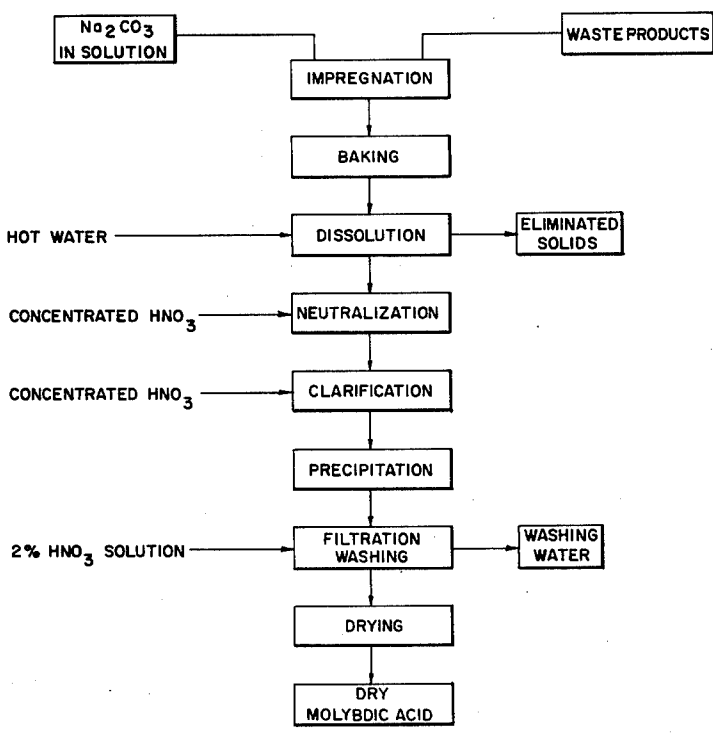 Na2CO3
IN SOLUTION
WASTE PRODUCTS
IMPREGNATION
BAKING
HOT WATER
DISSOLUTION
ELIMINATED
SOLIDS
CONCENTRATED HNO3
NEUTRALIZATION
CONCENTRATED HNO3
CLARIFICATION
PRECIPITATION
2% HNO3 SOLUTION
FILTRATION
WASHING
WASHING
WATER
DRYING
DRY
MOLYBDIC ACID